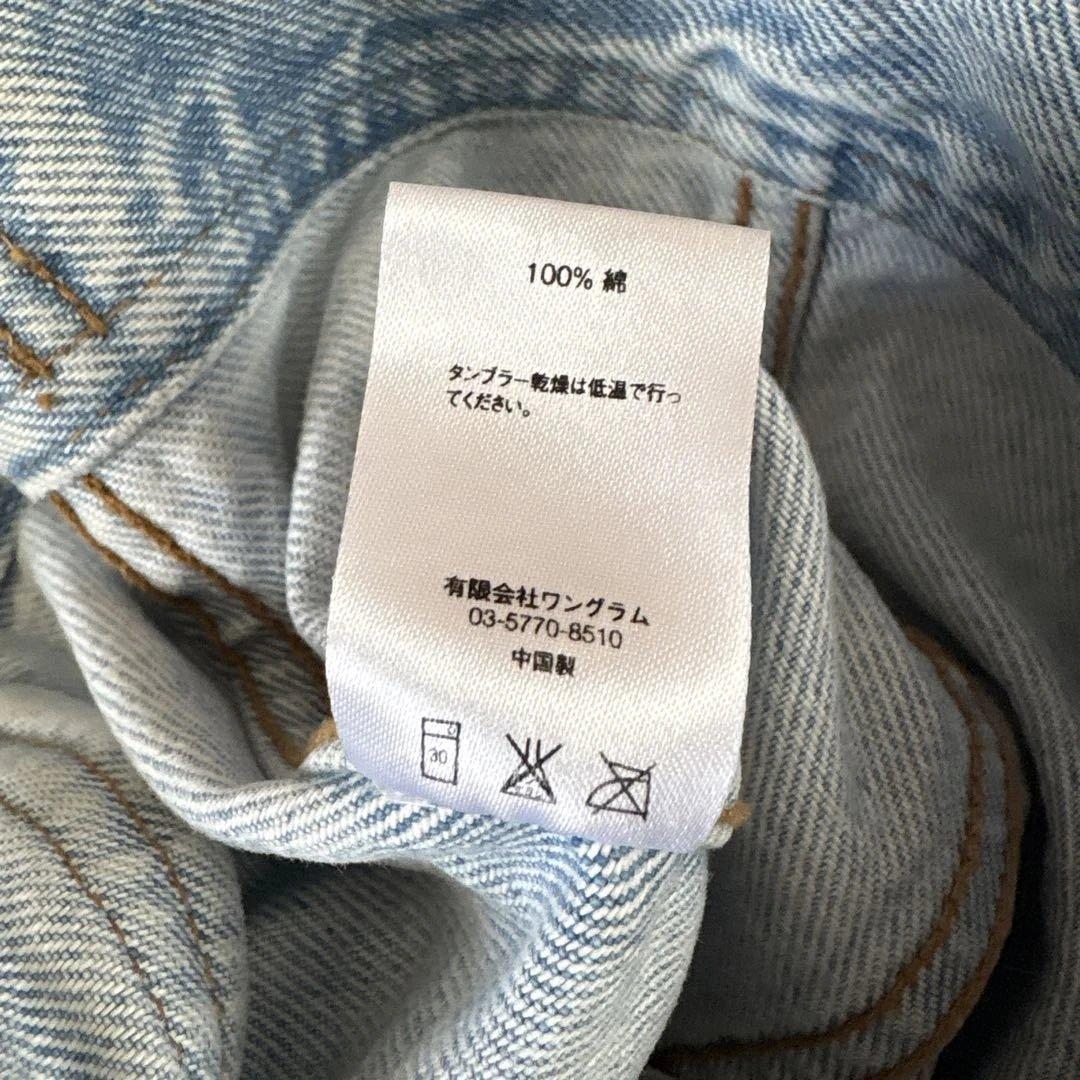 100% 綿
タンブラー乾燥は低温で行っ
てください。
有限会社ワングラム
03-5770-8510
中国製
30